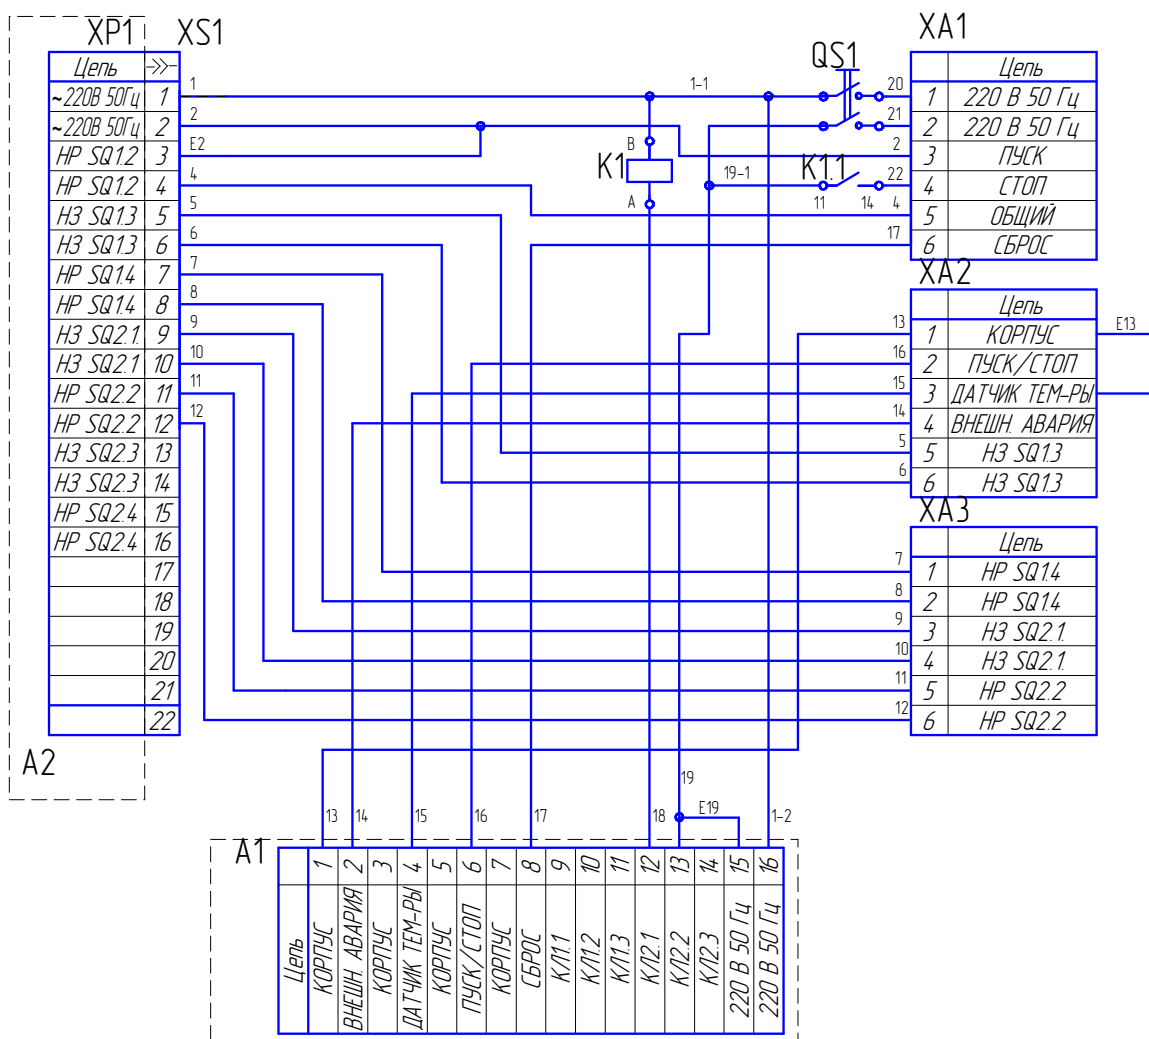 XP1 XS1
Цепь
~220В 50Гц 1
~220В 50Гц 2
НР SQ1.2 3
НР SQ1.2 4
НЗ SQ1.3 5
НЗ SQ1.3 6
НР SQ1.4 7
НР SQ1.4 8
НЗ SQ2.1. 9
НЗ SQ2.1 10
НР SQ2.2 11
НР SQ2.2 12
НЗ SQ2.3 13
НЗ SQ2.3 14
НР SQ2.4 15
НР SQ2.4 16
17
18
19
20
21
22
A2
1
2
E2
4
5
6
7
8
9
10
11
12
1-1
QS1
B
K1
A
19-1
K1.1
11
14
XA1
Цепь
20 1 220 В 50 Гц
21 2 220 В 50 Гц
2 3 ПУСК
22 4 СТОП
4 5 ОБЩИЙ
17 6 СБРОС
XA2
Цепь
13 1 КОРПУС E13
16 2 ПУСК/СТОП
15 3 ДАТЧИК ТЕМ-РЫ
14 4 ВНЕШН. АВАРИЯ
5 5 НЗ SQ1.3
6 6 НЗ SQ1.3
XA3
Цепь
7 1 НР SQ1.4
8 2 НР SQ1.4
9 3 НЗ SQ2.1.
10 4 НЗ SQ2.1.
11 5 НР SQ2.2
12 6 НР SQ2.2
19
13 14 15 16 17 18 E19 1-2
A1
Цепь
1 КОРПУС
2 ВНЕШН. АВАРИЯ
3 КОРПУС
4 ДАТЧИК ТЕМ-РЫ
5 КОРПУС
6 ПУСК/СТОП
7 КОРПУС
8 СБРОС
9 КЛ1.1
10 КЛ1.2
11 КЛ1.3
12 КЛ2.1
13 КЛ2.2
14 КЛ2.3
15 220 В 50 Гц
16 220 В 50 Гц